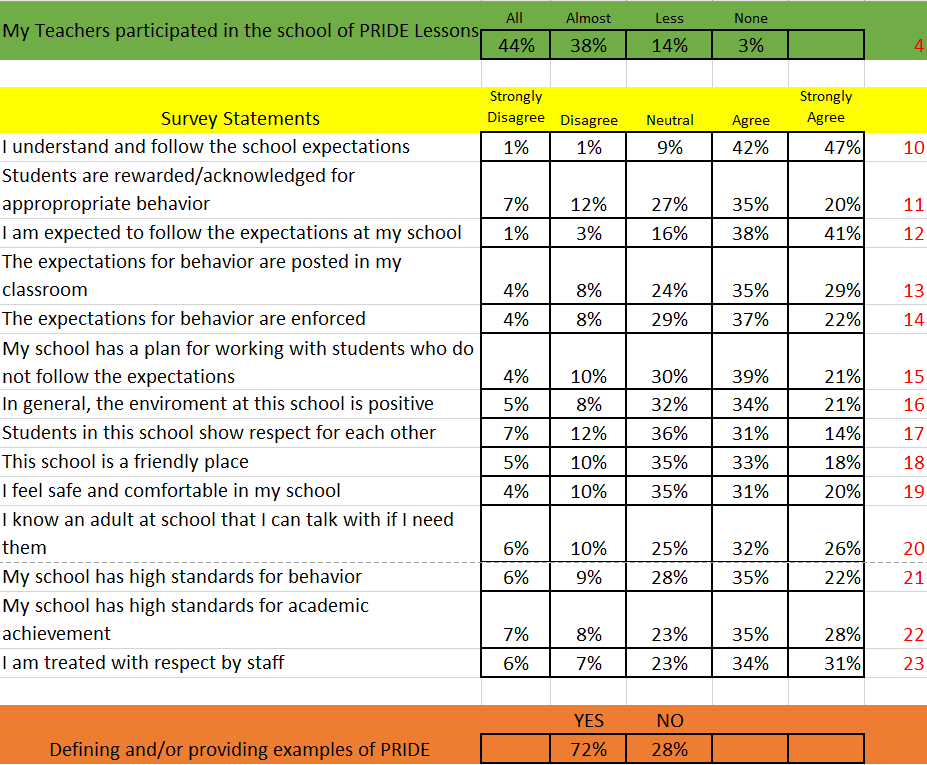 All Almost Less None
My Teachers participated in the school of PRIDE Lessons 44% 38% 14% 3% 4
Strongly Disagree Disagree Neutral Agree Strongly Agree
Survey Statements
I understand and follow the school expectations 1% 1% 9% 42% 47% 10
Students are rewarded/acknowledged for
appropropriate behavior 7% 12% 27% 35% 20% 11
I am expected to follow the expectations at my school 1% 3% 16% 38% 41% 12
The expectations for behavior are posted in my
classroom 4% 8% 24% 35% 29% 13
The expectations for behavior are enforced 4% 8% 29% 37% 22% 14
My school has a plan for working with students who do
not follow the expectations 4% 10% 30% 39% 21% 15
In general, the enviroment at this school is positive 5% 8% 32% 34% 21% 16
Students in this school show respect for each other 7% 12% 36% 31% 14% 17
This school is a friendly place 5% 10% 35% 33% 18% 18
I feel safe and comfortable in my school 4% 10% 35% 31% 20% 19
I know an adult at school that I can talk with if I need
them 6% 10% 25% 32% 26% 20
My school has high standards for behavior 6% 9% 28% 35% 22% 21
My school has high standards for academic
achievement 7% 8% 23% 35% 28% 22
I am treated with respect by staff 6% 7% 23% 34% 31% 23
YES NO
Defining and/or providing examples of PRIDE 72% 28%